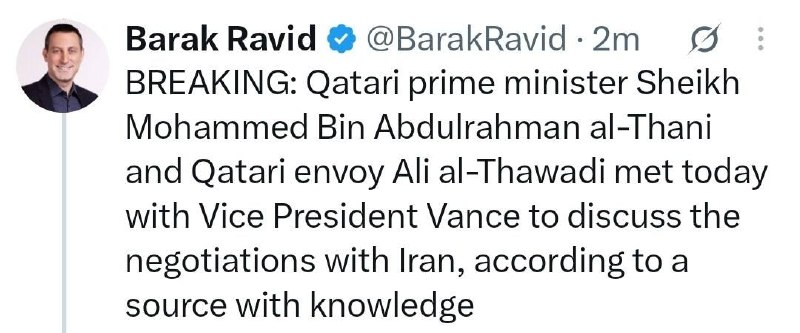 Barak Ravid @BarakRavid · 2m
BREAKING: Qatari prime minister Sheikh
Mohammed Bin Abdulrahman al-Thani
and Qatari envoy Ali al-Thawadi met today
with Vice President Vance to discuss the
negotiations with Iran, according to a
source with knowledge